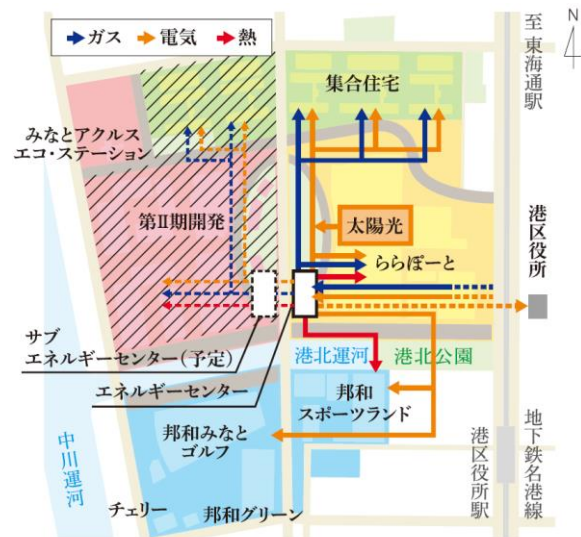 ガス 電気 熱
N
至 東海通駅
集合住宅
みなとアクルス
エコ・ステーション
第Ⅱ期開発
太陽光
港区役所
ららぽーと
サブ
エネルギーセンター(予定)
エネルギーセンター
港北運河
港北公園
邦和
スポーツランド
邦和みなと
ゴルフ
中川運河
港区役所駅
地下鉄名港線
チェリー
邦和グリーン